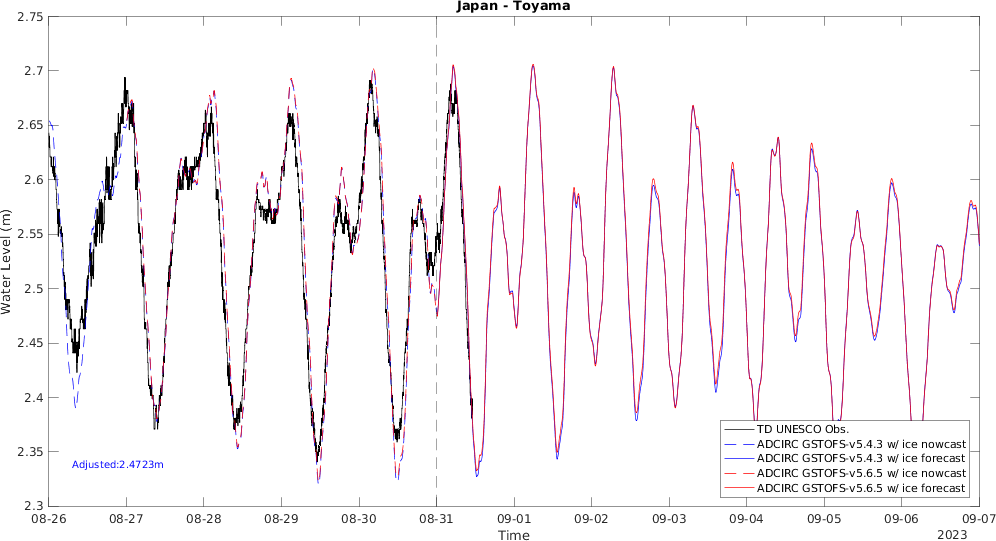 Japan - Toyama
Water Level (m)
2.75
2.7
2.65
2.6
2.55
2.5
2.45
2.4
2.35
2.3
Adjusted:2.4723m
TD UNESCO Obs.
ADCIRC GSTOFS-v5.4.3 w/ ice nowcast
ADCIRC GSTOFS-v5.4.3 w/ ice forecast
ADCIRC GSTOFS-v5.6.5 w/ ice nowcast
ADCIRC GSTOFS-v5.6.5 w/ ice forecast
08-26 08-27 08-28 08-29 08-30 08-31 09-01 09-02 09-03 09-04 09-05 09-06 09-07
Time
2023